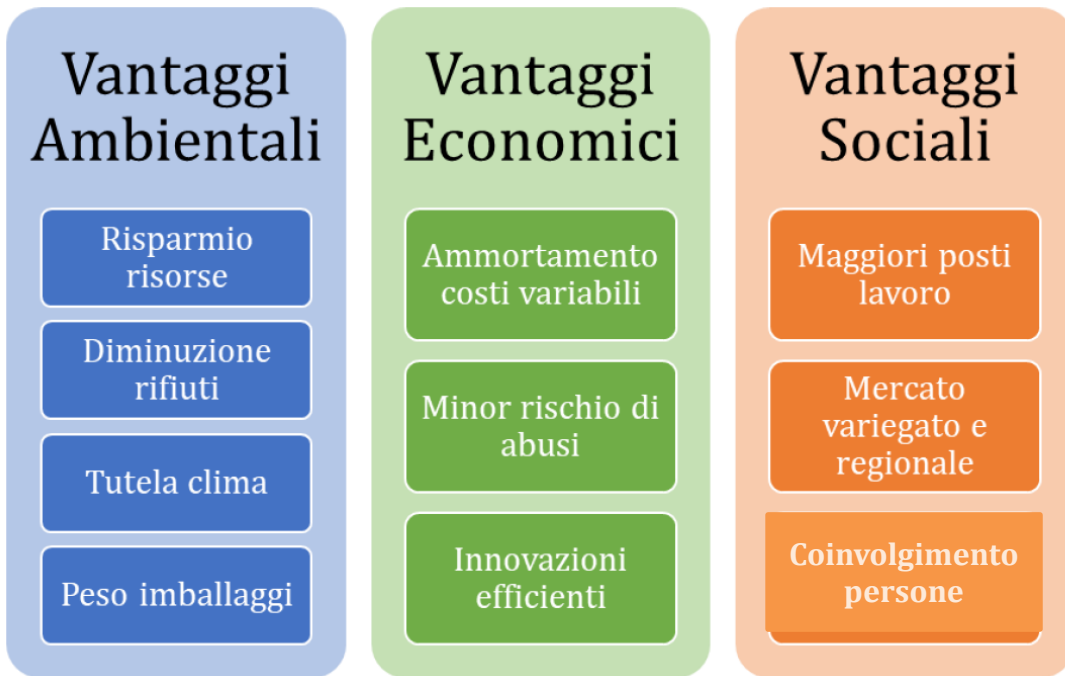 Vantaggi
Ambientali
Risparmio
risorse
Diminuzione
rifiuti
Tutela clima
Peso imballaggi
Vantaggi
Economici
Ammortamento
costi variabili
Minor rischio di
abusi
Innovazioni
efficienti
Vantaggi
Sociali
Maggiori posti
lavoro
Mercato
variegato e
regionale
Coinvolgimento
persone